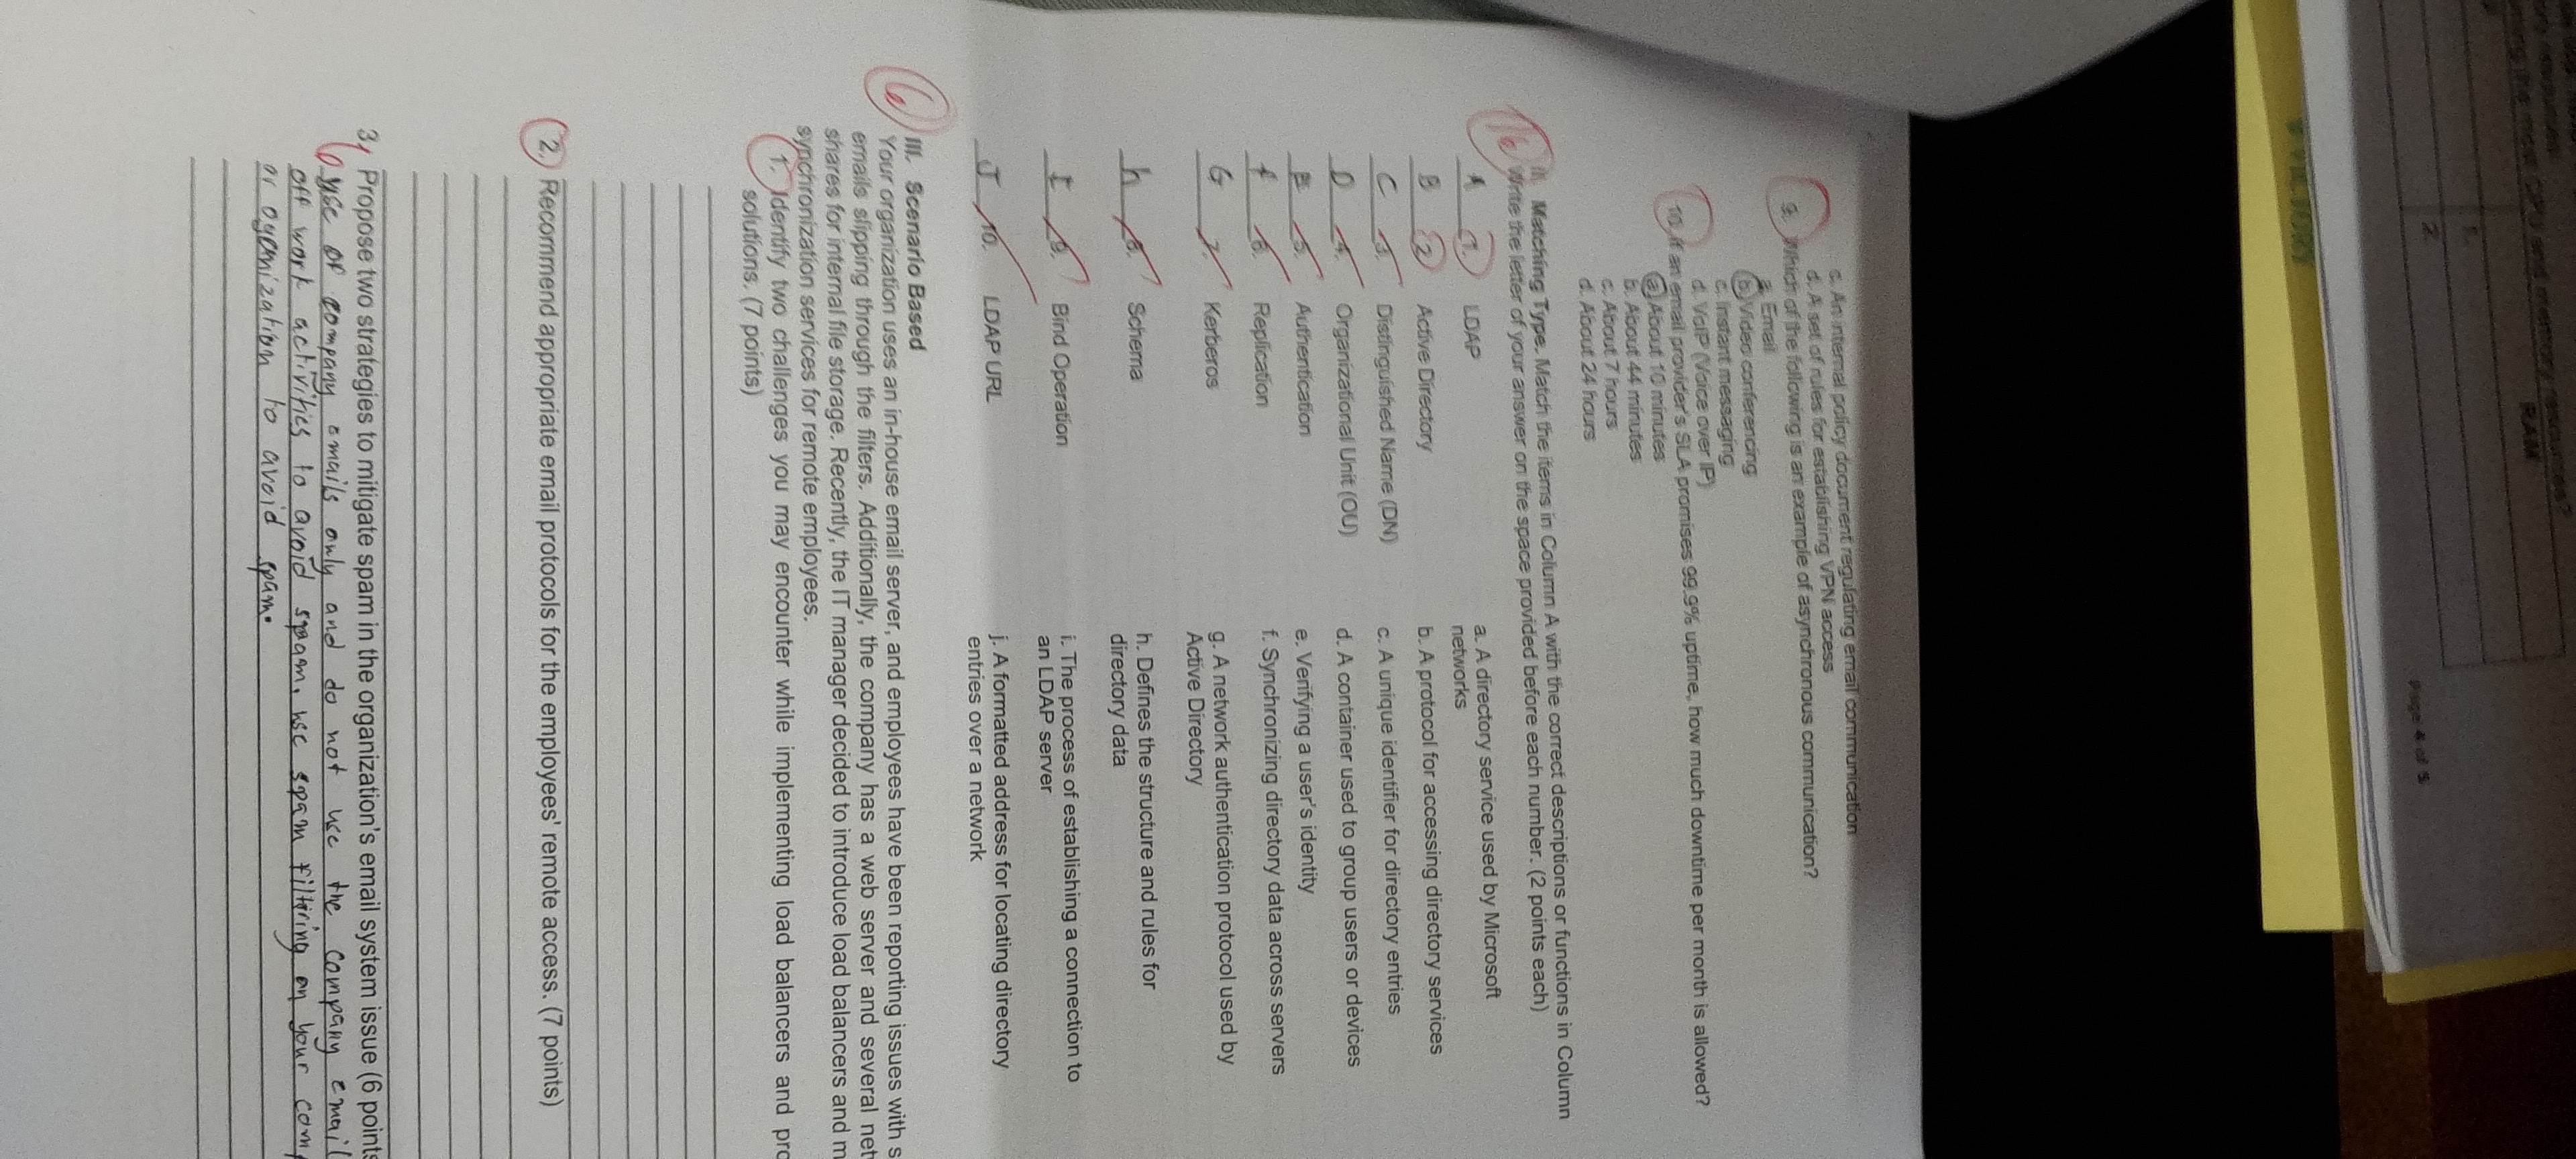 c. An internal policy document regulating email communication
d. A set of rules for establishing VPN access
9. Which of the following is an example of asynchronous communication?
a. Email
b. Video conferencing
c. Instant messaging
d. VoIP (Voice over IP)
10. If an email provider's SLA promises 99.9% uptime, how much downtime per month is allowed?
a. About 10 minutes
b. About 44 minutes
c. About 7 hours
d. About 24 hours
16
II. Matching Type. Match the items in Column A with the correct descriptions or functions in Column
Write the letter of your answer on the space provided before each number. (2 points each)
A 1. LDAP
a. A directory service used by Microsoft
networks
B 2. Active Directory
b. A protocol for accessing directory services
C 3. Distinguished Name (DN)
c. A unique identifier for directory entries
D 4. Organizational Unit (OU)
d. A container used to group users or devices
E 5. Authentication
e. Verifying a user's identity
f 6. Replication
f. Synchronizing directory data across servers
G 7. Kerberos
g. A network authentication protocol used by
Active Directory
h 8. Schema
h. Defines the structure and rules for
directory data
I 9. Bind Operation
i. The process of establishing a connection to
an LDAP server
J 10. LDAP URL
j. A formatted address for locating directory
entries over a network
6
III. Scenario Based
Your organization uses an in-house email server, and employees have been reporting issues with s
emails slipping through the filters. Additionally, the company has a web server and several net
shares for internal file storage. Recently, the IT manager decided to introduce load balancers and m
synchronization services for remote employees.
1. Identify two challenges you may encounter while implementing load balancers and pro
solutions. (7 points)
2. Recommend appropriate email protocols for the employees' remote access. (7 points)
3. Propose two strategies to mitigate spam in the organization's email system issue (6 points
6 use of company emails only and do not use the company email
off work activities to avoid spam, use spam filtering on your com
or ogenization to avoid spam.
RAM
1.
2.
Page 4 of 5